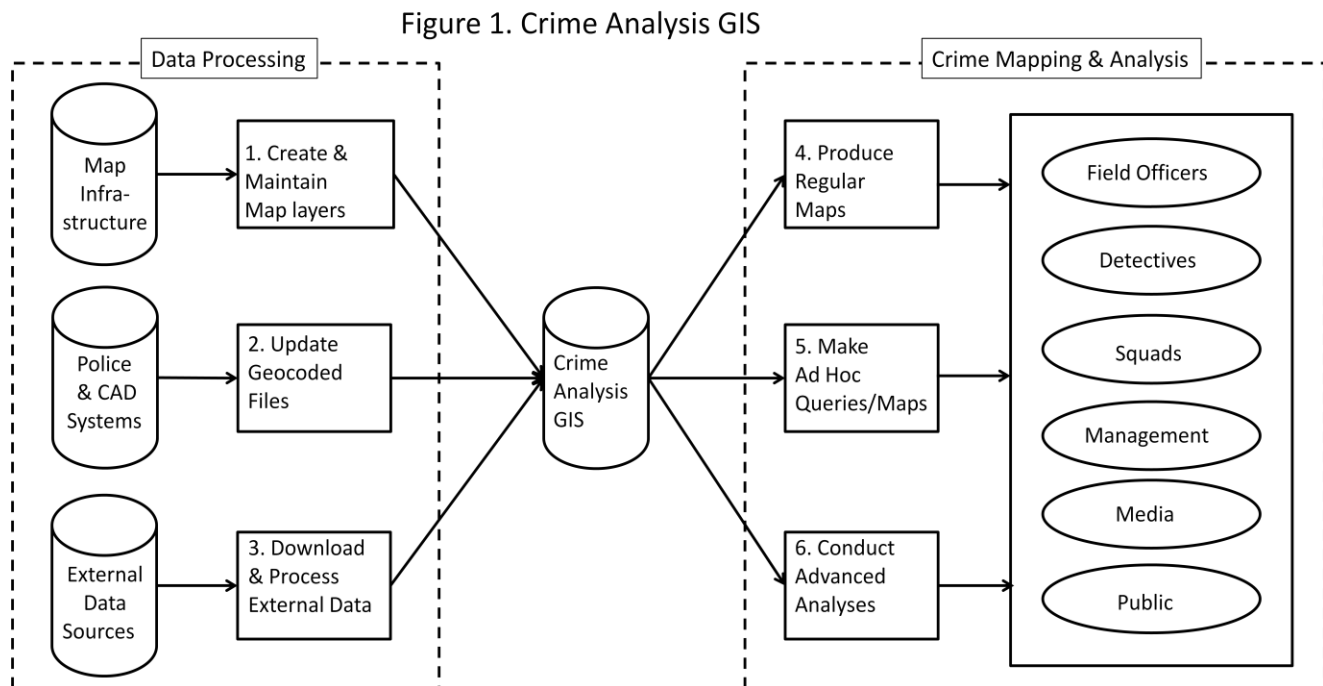 Figure 1. Crime Analysis GIS
Data Processing
Map
Infra-
structure
1. Create &
Maintain
Map layers
Police
& CAD
Systems
2. Update
Geocoded
Files
External
Data
Sources
3. Download
& Process
External Data
Crime
Analysis
GIS
Crime Mapping & Analysis
4. Produce
Regular
Maps
5. Make
Ad Hoc
Queries/Maps
6. Conduct
Advanced
Analyses
Field Officers
Detectives
Squads
Management
Media
Public